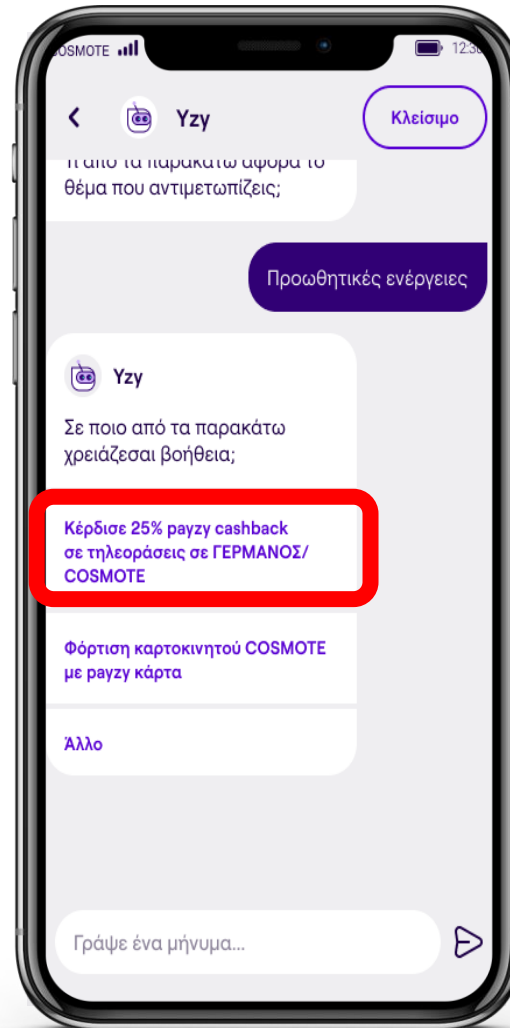 COSMOTE 12:30
Yzy Κλείσιμο
Τι από τα παρακάτω αφορά το
θέμα που αντιμετωπίζεις;
Προωθητικές ενέργειες
Yzy
Σε ποιο από τα παρακάτω
χρειάζεσαι βοήθεια;
Κέρδισε 25% payzy cashback
σε τηλεοράσεις σε ΓΕΡΜΑΝΟΣ/
COSMOTE
Φόρτιση καρτοκινητού COSMOTE
με payzy κάρτα
Άλλο
Γράψε ένα μήνυμα...